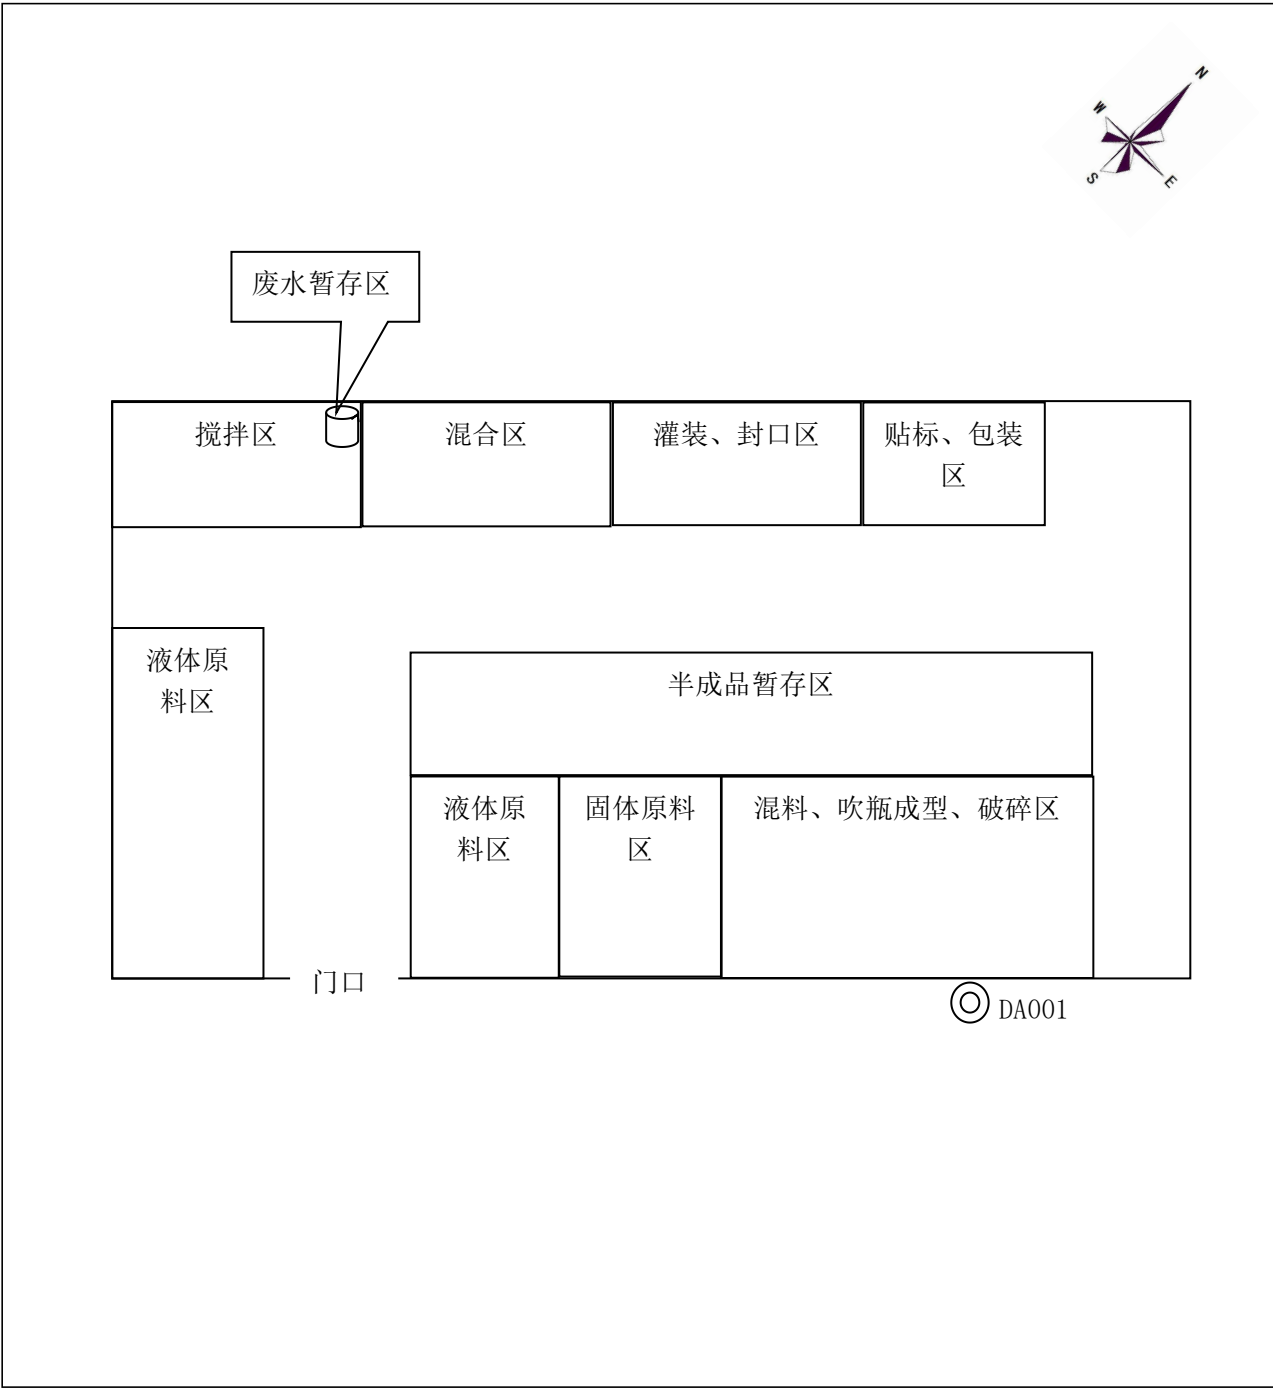 N
W
S
E
废水暂存区
搅拌区
混合区
灌装、封口区
贴标、包装
区
液体原
料区
半成品暂存区
液体原
料区
固体原料
区
混料、吹瓶成型、破碎区
门口
DA001